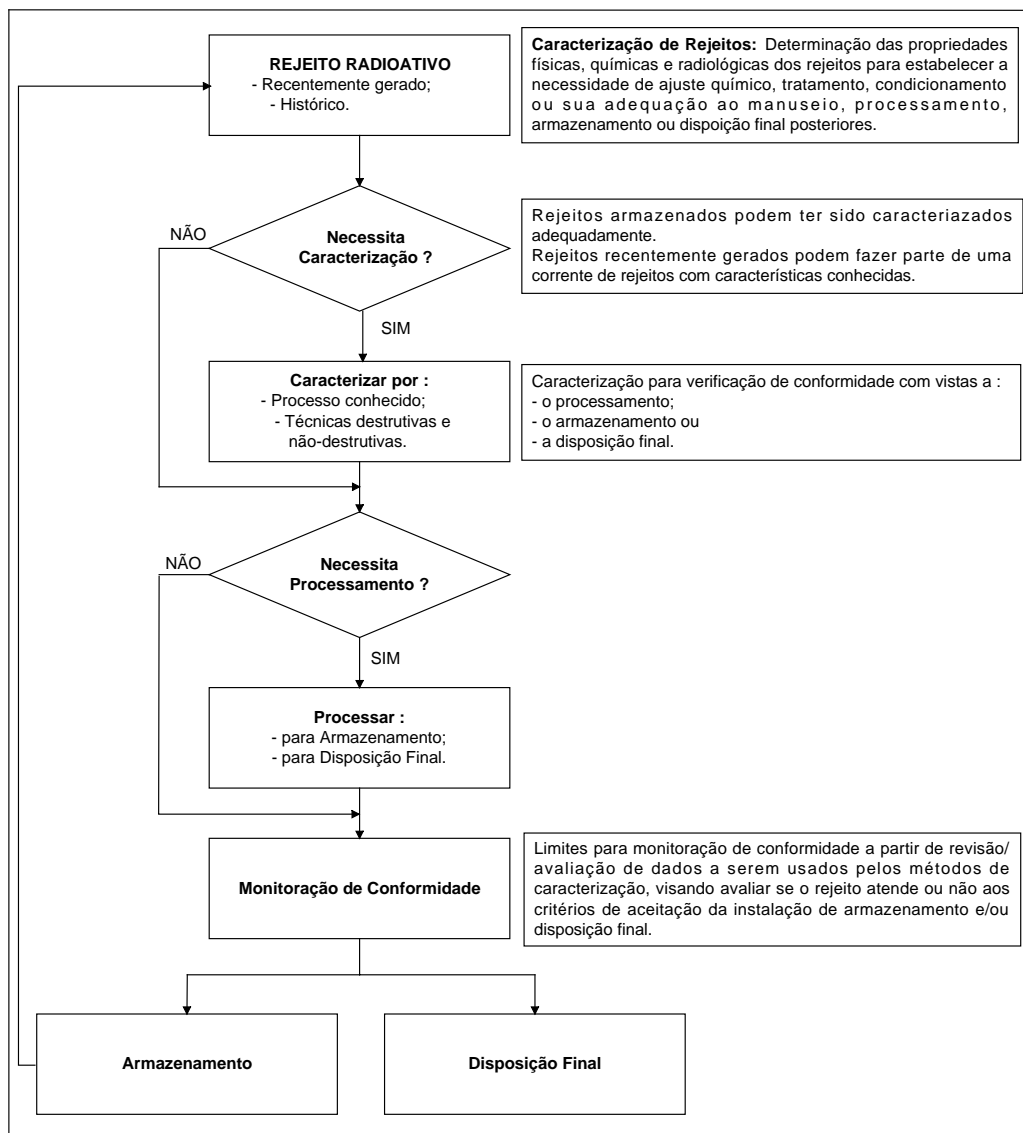 REJEITO RADIOATIVO
- Recentemente gerado;
- Histórico.
Caracterização de Rejeitos: Determinação das propriedades
físicas, químicas e radiológicas dos rejeitos para estabelecer a
necessidade de ajuste químico, tratamento, condicionamento
ou sua adequação ao manuseio, processamento,
armazenamento ou dispoição final posteriores.
NÃO
Necessita
Caracterização ?
Rejeitos armazenados podem ter sido caracteriazados
adequadamente.
Rejeitos recentemente gerados podem fazer parte de uma
corrente de rejeitos com características conhecidas.
SIM
Caracterizar por :
- Processo conhecido;
- Técnicas destrutivas e
não-destrutivas.
Caracterização para verificação de conformidade com vistas a :
- o processamento;
- o armazenamento ou
- a disposição final.
NÃO
Necessita
Processamento ?
SIM
Processar :
- para Armazenamento;
- para Disposição Final.
Monitoração de Conformidade
Limites para monitoração de conformidade a partir de revisão/
avaliação de dados a serem usados pelos métodos de
caracterização, visando avaliar se o rejeito atende ou não aos
critérios de aceitação da instalação de armazenamento e/ou
disposição final.
Armazenamento
Disposição Final